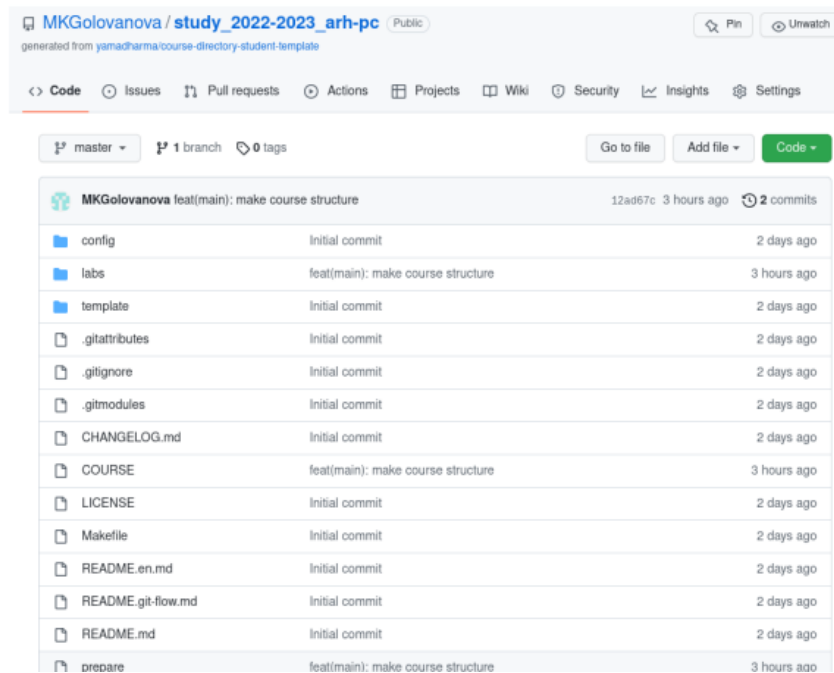 MKGolovanova / study_2022-2023_arh-pc Public Pin Unwatch
generated from yamadharma/course-directory-student-template
Code Issues Pull requests Actions Projects Wiki Security Insights Settings
master 1 branch 0 tags Go to file Add file Code
MKGolovanova feat(main): make course structure 12ad67c 3 hours ago 2 commits
config Initial commit 2 days ago
labs feat(main): make course structure 3 hours ago
template Initial commit 2 days ago
.gitattributes Initial commit 2 days ago
.gitignore Initial commit 2 days ago
.gitmodules Initial commit 2 days ago
CHANGELOG.md Initial commit 2 days ago
COURSE feat(main): make course structure 3 hours ago
LICENSE Initial commit 2 days ago
Makefile Initial commit 2 days ago
README.en.md Initial commit 2 days ago
README.git-flow.md Initial commit 2 days ago
README.md Initial commit 2 days ago
prepare feat(main): make course structure 3 hours ago